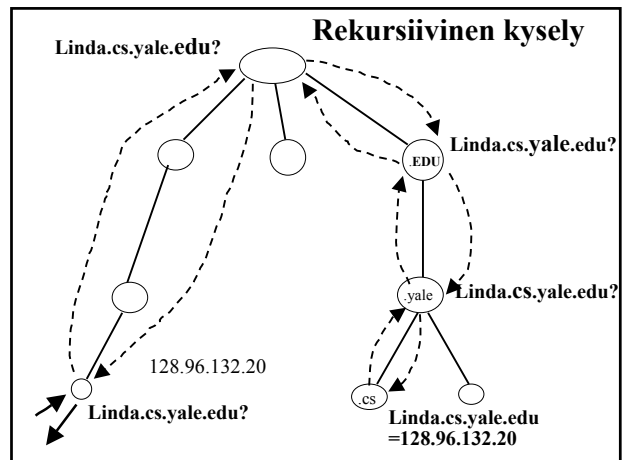 Rekursiivinen kysely
Linda.cs.yale.edu?
Linda.cs.yale.edu?
.EDU
.yale
Linda.cs.yale.edu?
128.96.132.20
.cs
Linda.cs.yale.edu?
Linda.cs.yale.edu
=128.96.132.20